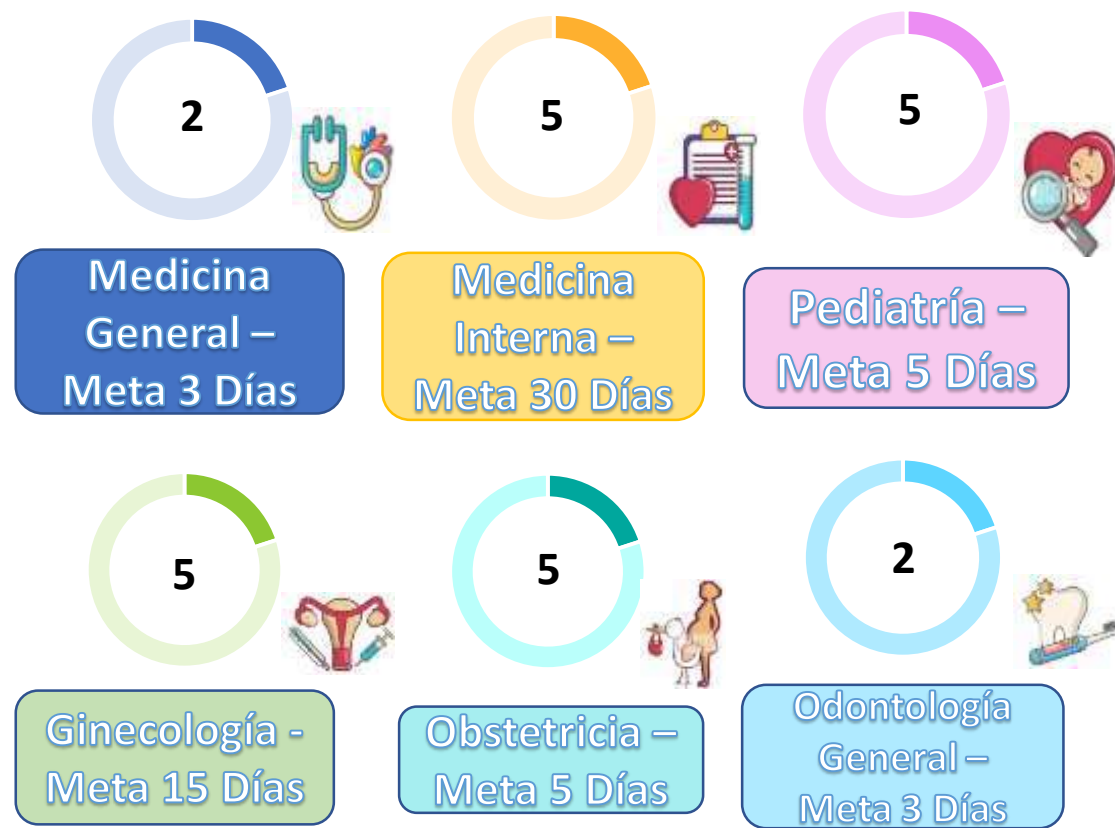 2
5
5
Medicina
General –
Meta 3 Días
Medicina
Interna –
Meta 30 Días
Pediatría –
Meta 5 Días
5
5
2
Ginecología -
Meta 15 Días
Obstetricia –
Meta 5 Días
Odontología
General –
Meta 3 Días